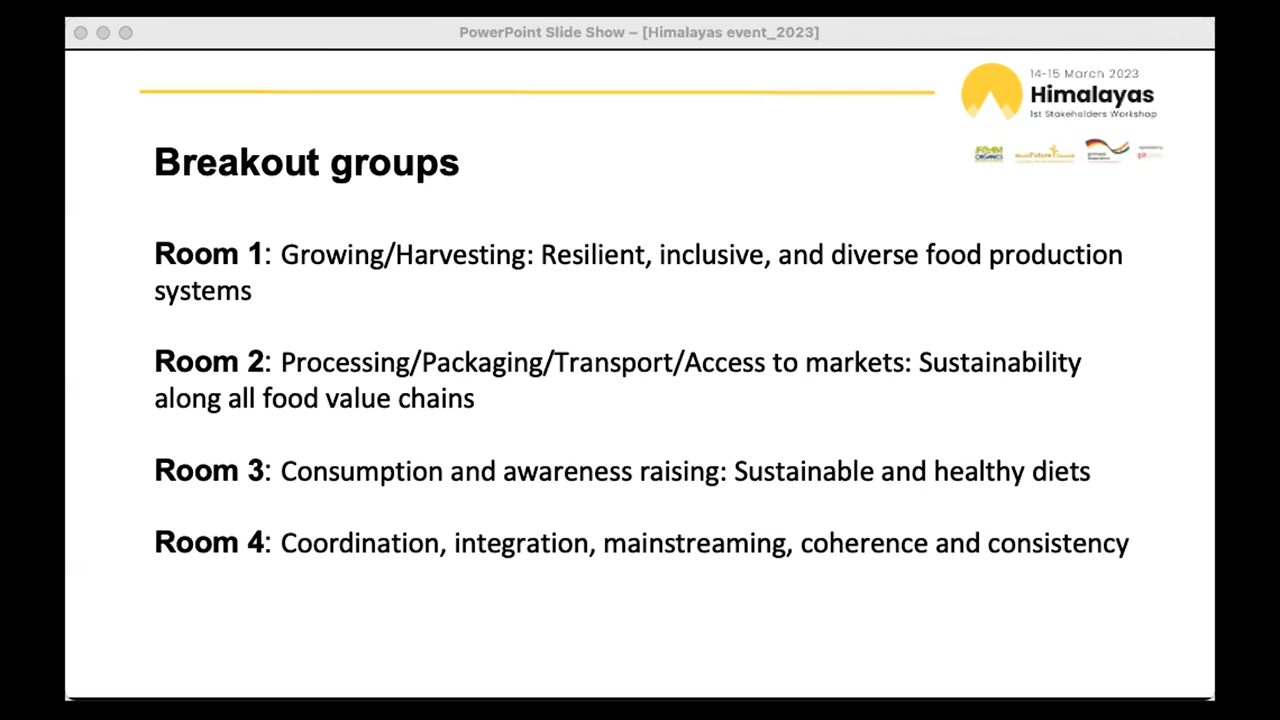 PowerPoint Slide Show – [Himalayas event_2023]
14-15 March 2023
Himalayas
1st Stakeholders Workshop
ORGANICS
Breakout groups
Room 1: Growing/Harvesting: Resilient, inclusive, and diverse food production
systems
Room 2: Processing/Packaging/Transport/Access to markets: Sustainability
along all food value chains
Room 3: Consumption and awareness raising: Sustainable and healthy diets
Room 4: Coordination, integration, mainstreaming, coherence and consistency